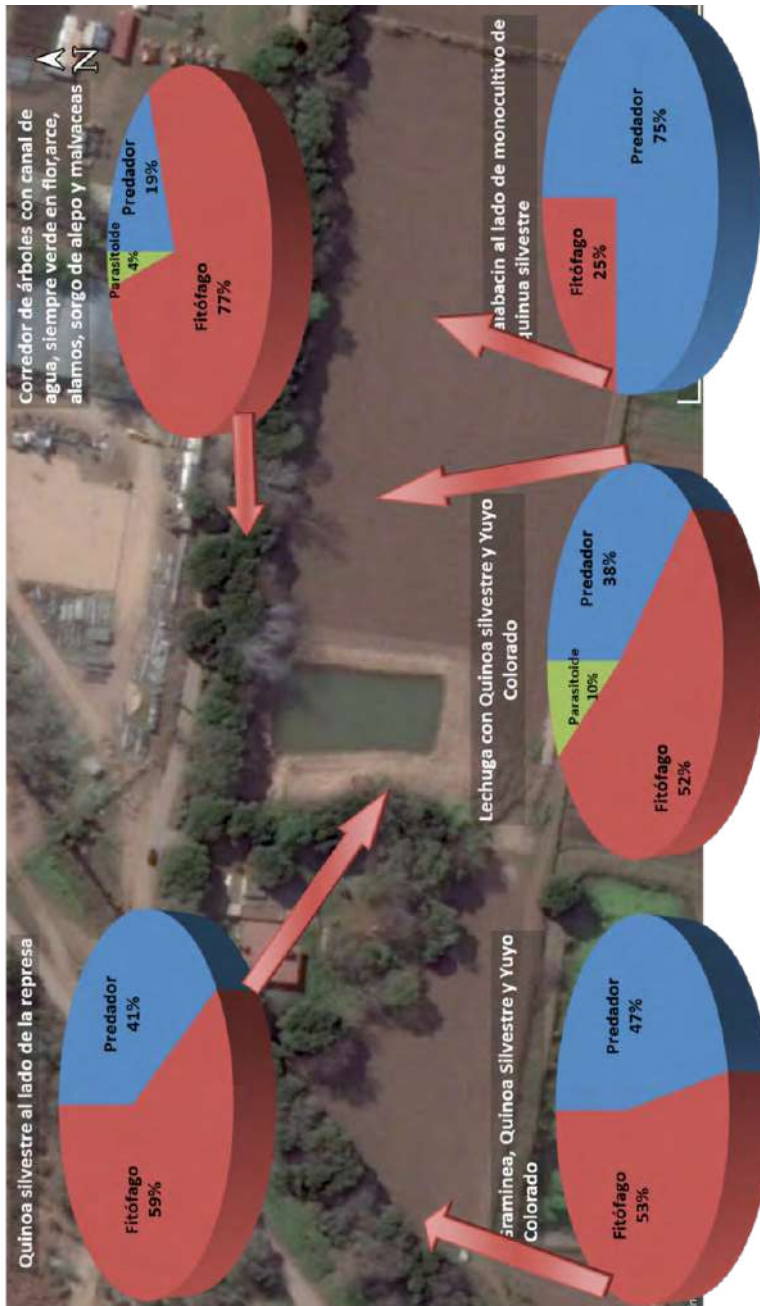 Quinoa silvestre al lado de la represa
Predador
41%
Fitófago
59%
Corredor de árboles con canal de
agua, siempre verde en flor,arce,
alamos, sorgo de alepo y malvaceas
N
Parasitoide
4%
Predador
19%
Fitófago
77%
Graminea, Quinoa Silvestre y Yuyo
Colorado
Predador
47%
Fitófago
53%
Lechuga con Quinoa silvestre y Yuyo
Colorado
Parasitoide
10%
Predador
38%
Fitófago
52%
al lado de monocultivo de
quinua silvestre
Fitófago
25%
Predador
75%